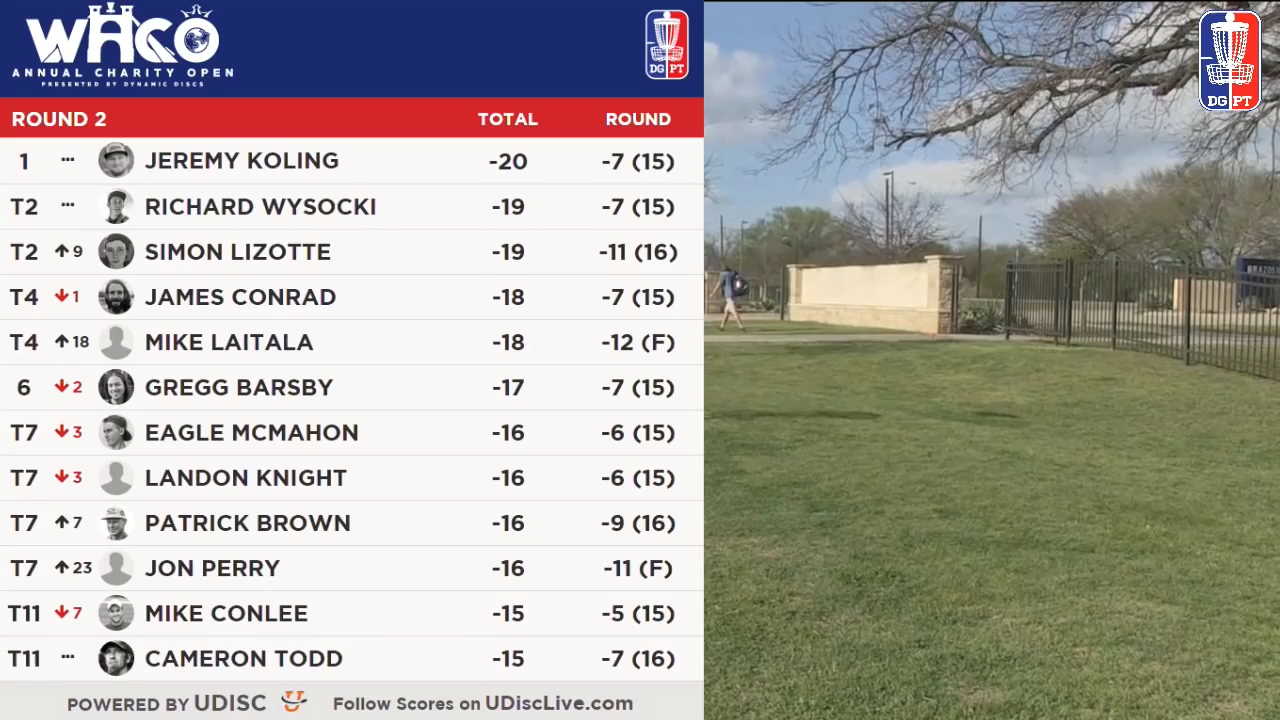 WACO
ANNUAL CHARITY OPEN
PRESENTED BY DYNAMIC DISCS
DG PT
ROUND 2 TOTAL ROUND
1 ... JEREMY KOLING -20 -7 (15)
T2 ... RICHARD WYSOCKI -19 -7 (15)
T2 ↑ 9 SIMON LIZOTTE -19 -11 (16)
T4 ↓ 1 JAMES CONRAD -18 -7 (15)
T4 ↑ 18 MIKE LAITALA -18 -12 (F)
6 ↓ 2 GREGG BARSBY -17 -7 (15)
T7 ↓ 3 EAGLE MCMAHON -16 -6 (15)
T7 ↓ 3 LANDON KNIGHT -16 -6 (15)
T7 ↑ 7 PATRICK BROWN -16 -9 (16)
T7 ↑ 23 JON PERRY -16 -11 (F)
T11 ↓ 7 MIKE CONLEE -15 -5 (15)
T11 ... CAMERON TODD -15 -7 (16)
POWERED BY UDISC Follow Scores on UDiscLive.com
DG PT